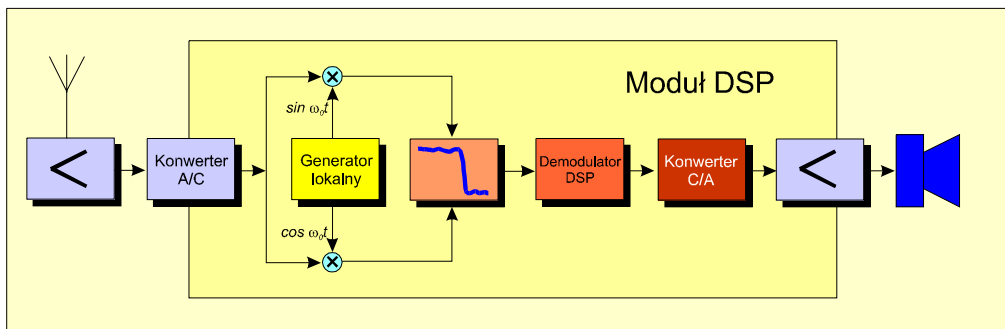 Moduł DSP
sin ω₀t
Konwerter
A/C
Generator
lokalny
Demodulator
DSP
Konwerter
C/A
cos ω₀t